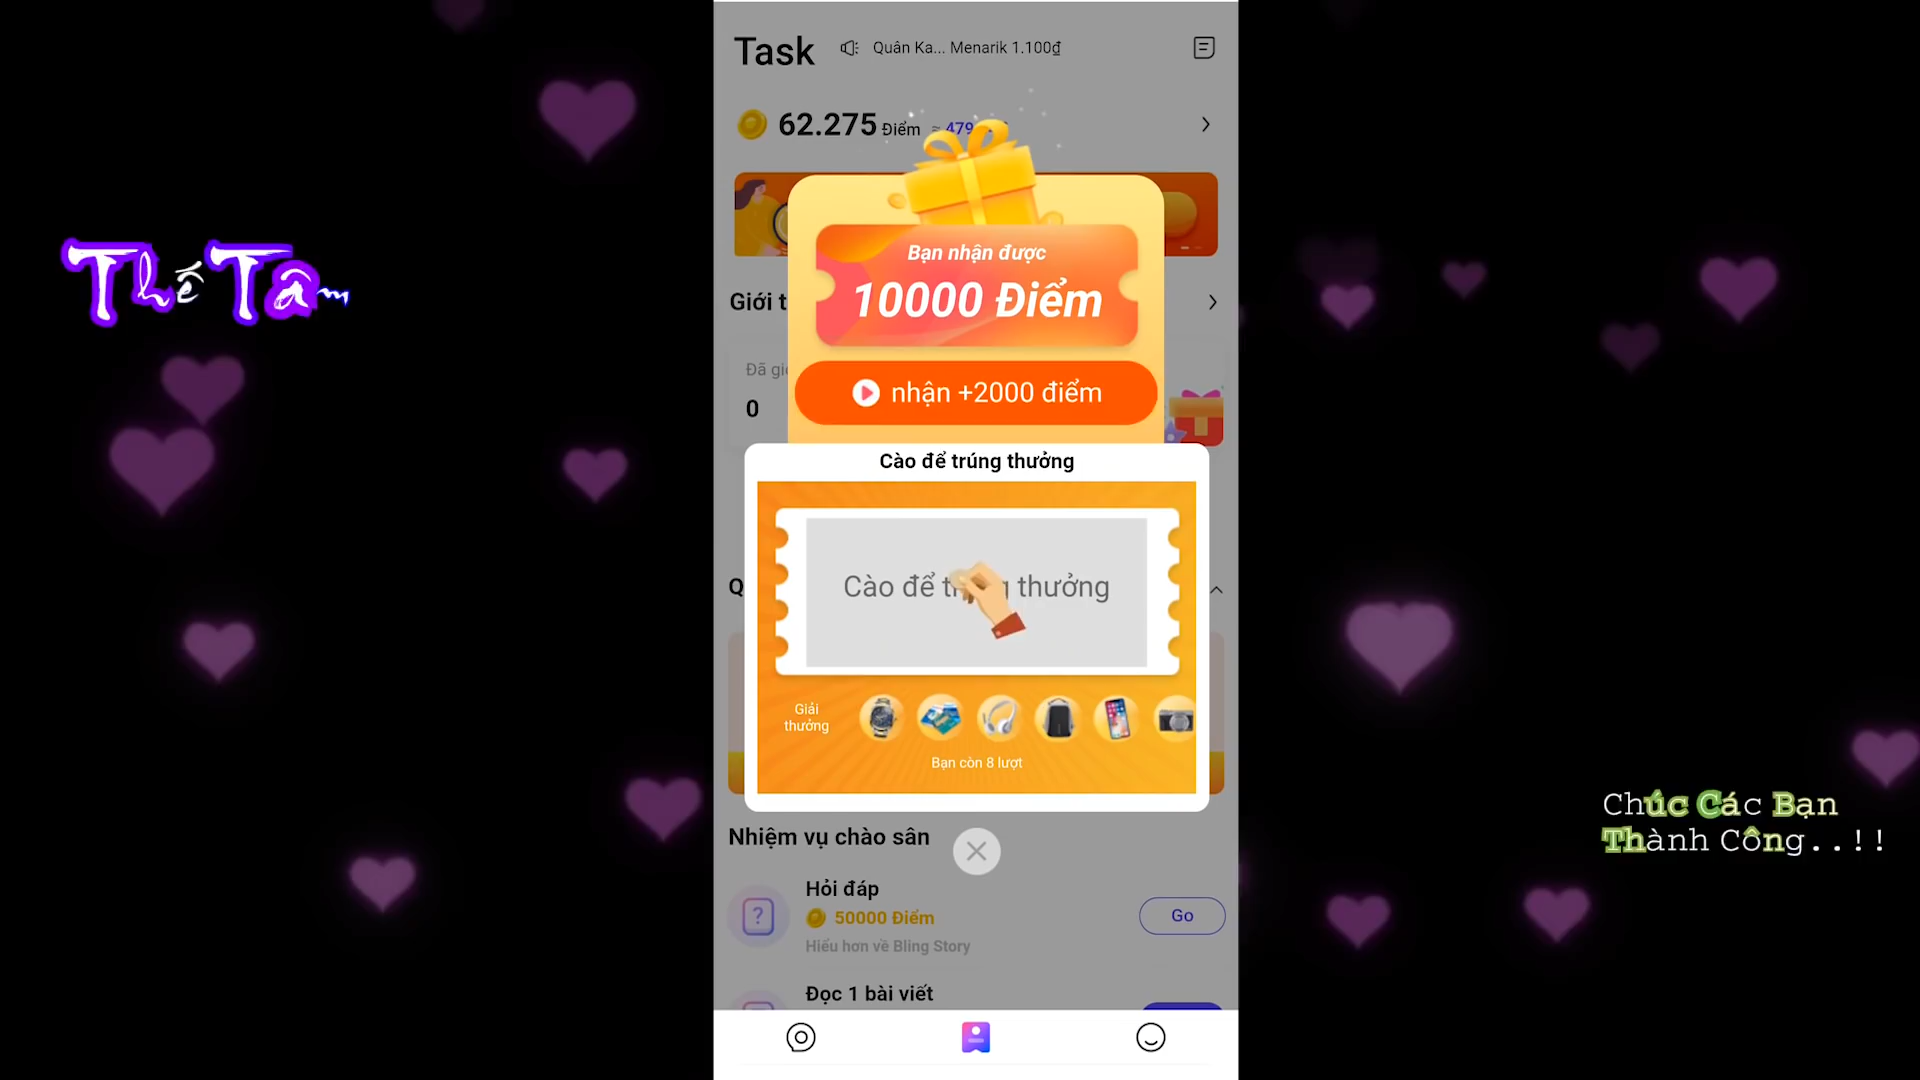 Task
Quân Ka... Menarik 1.100₫
62.275 Điểm ≈ 479
Bạn nhận được
10000 Điểm
Giới t
nhận +2000 điểm
0
Cào để trúng thưởng
Cào để thưởng
Giải
thưởng
Bạn còn 8 lượt
Nhiệm vụ chào sân
Hỏi đáp
50000 Điểm
Hiểu hơn về Bling Story
Go
Đọc 1 bài viết
Thế Tâm
Chúc Các Bạn
Thành Công..!!